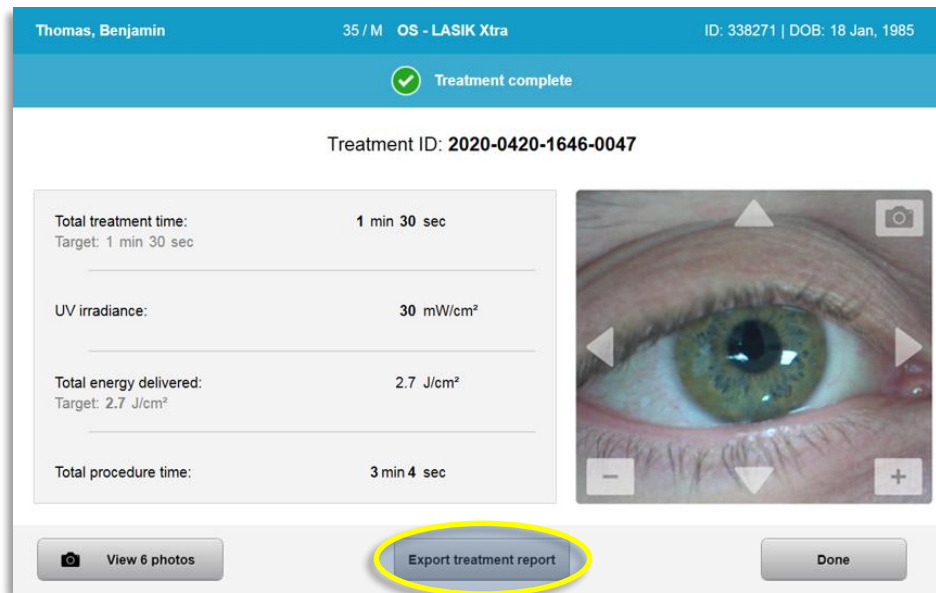 Thomas, Benjamin 35 / M OS - LASIK Xtra ID: 338271 | DOB: 18 Jan, 1985
Treatment complete
Treatment ID: 2020-0420-1646-0047
Total treatment time: 1 min 30 sec
Target: 1 min 30 sec
UV irradiance: 30 mW/cm²
Total energy delivered: 2.7 J/cm²
Target: 2.7 J/cm²
Total procedure time: 3 min 4 sec
View 6 photos Export treatment report Done